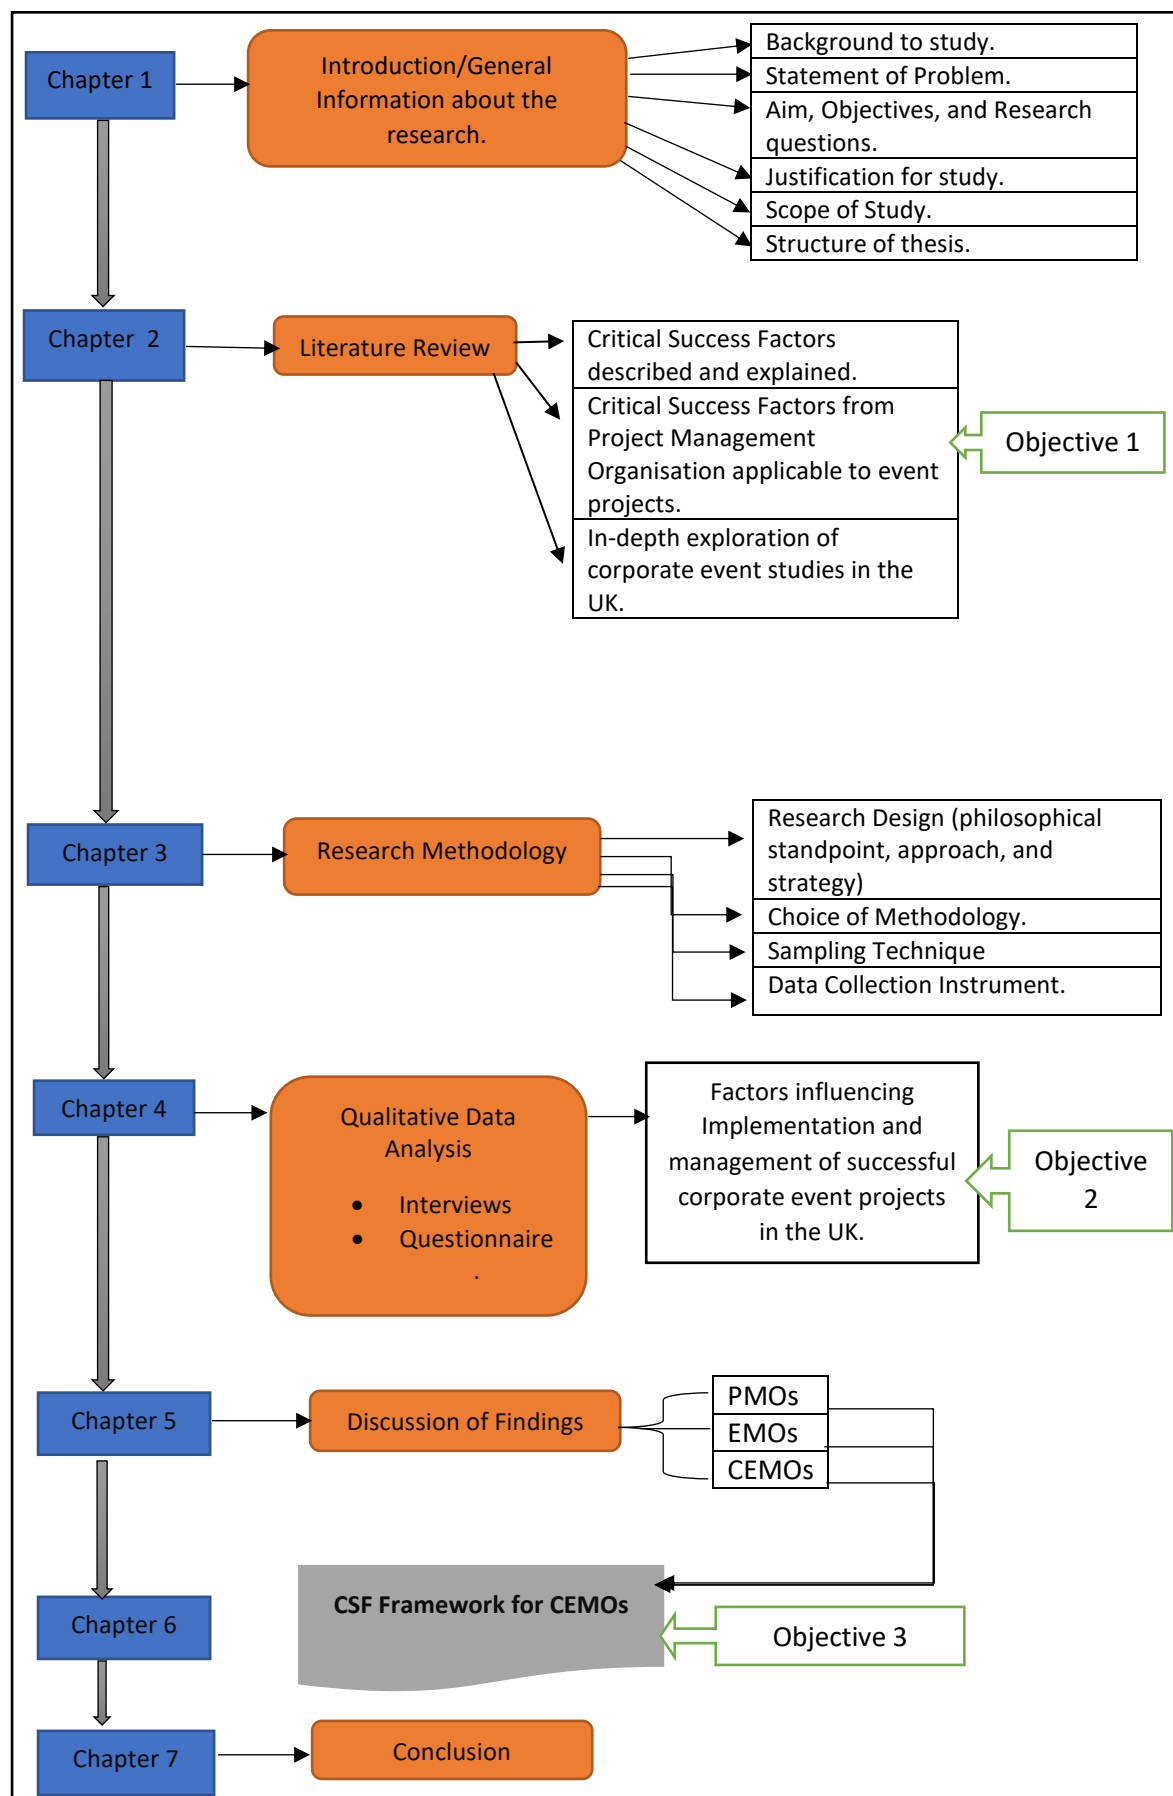 Chapter 1
Introduction/General
Information about the
research.
Background to study.
Statement of Problem.
Aim, Objectives, and Research
questions.
Justification for study.
Scope of Study.
Structure of thesis.
Chapter 2
Literature Review
Critical Success Factors
described and explained.
Critical Success Factors from
Project Management
Organisation applicable to event
projects.
In-depth exploration of
corporate event studies in the
UK.
Objective 1
Chapter 3
Research Methodology
Research Design (philosophical
standpoint, approach, and
strategy)
Choice of Methodology.
Sampling Technique
Data Collection Instrument.
Chapter 4
Qualitative Data
Analysis
• Interviews
• Questionnaire
.
Factors influencing
Implementation and
management of successful
corporate event projects
in the UK.
Objective
2
Chapter 5
Discussion of Findings
PMOs
EMOs
CEMOs
Chapter 6
CSF Framework for CEMOs
Objective 3
Chapter 7
Conclusion